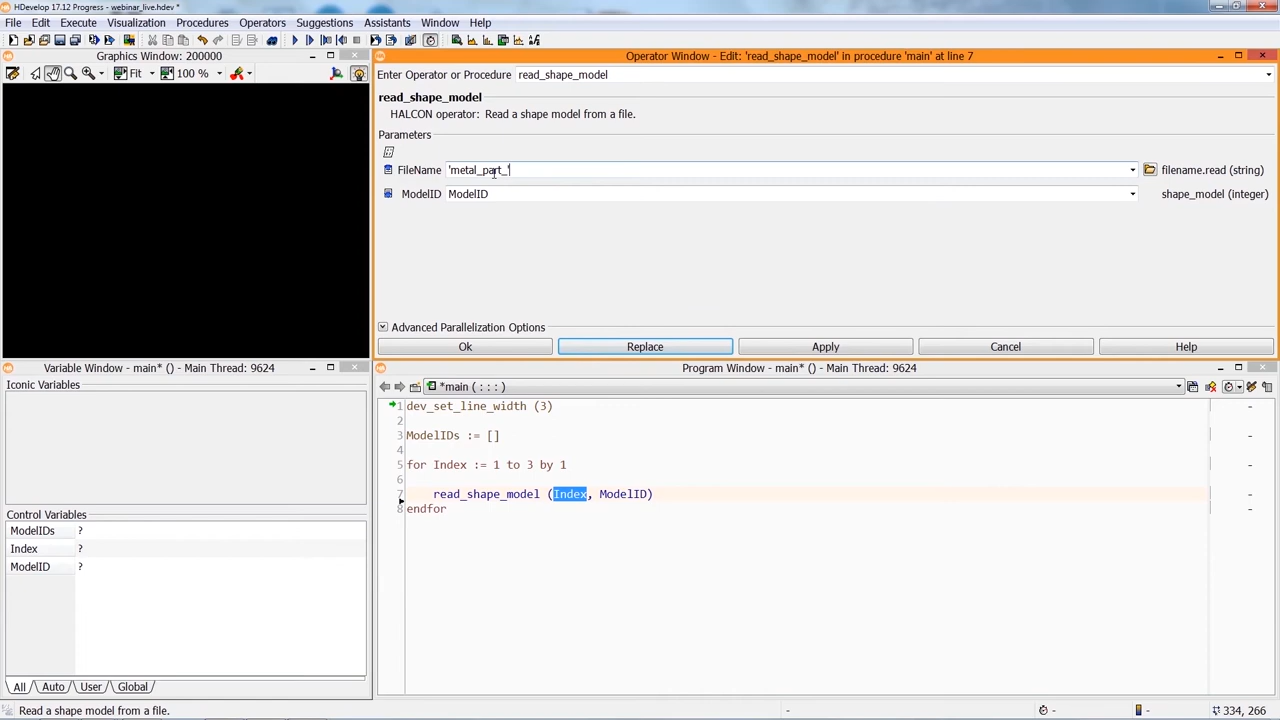 HDevelop 17.12 Progress - webinar_live.hdev *
File Edit Execute Visualization Procedures Operators Suggestions Assistants Window Help
Graphics Window: 200000
Fit 100 %
Operator Window - Edit: 'read_shape_model' in procedure 'main' at line 7
Enter Operator or Procedure read_shape_model
read_shape_model
HALCON operator: Read a shape model from a file.
Parameters
FileName 'metal_part_' filename.read (string)
ModelID ModelID shape_model (integer)
Advanced Parallelization Options
Ok Replace Apply Cancel Help
Variable Window - main* () - Main Thread: 9624
Iconic Variables
Control Variables
ModelIDs ?
Index ?
ModelID ?
All Auto User Global
Program Window - main* () - Main Thread: 9624
*main ( : : : )
1 dev_set_line_width (3) -
2 -
3 ModelIDs := [] -
4 -
5 for Index := 1 to 3 by 1 -
6 -
7 read_shape_model (Index, ModelID) -
8 endfor -
Read a shape model from a file. - - - 334, 266